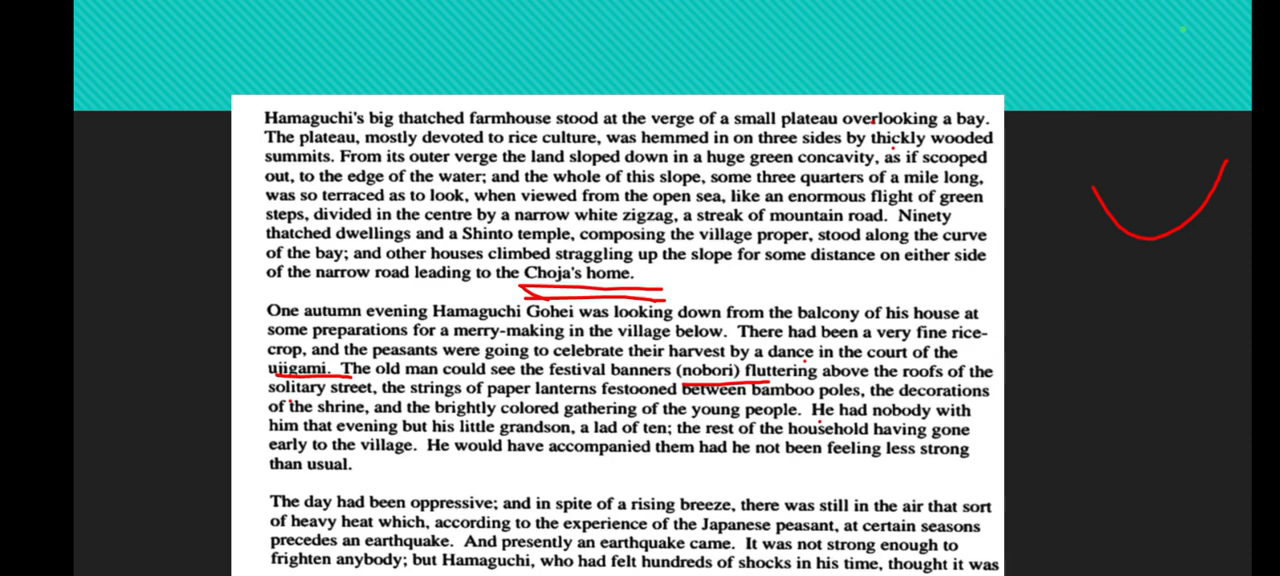 Hamaguchi's big thatched farmhouse stood at the verge of a small plateau overlooking a bay.
The plateau, mostly devoted to rice culture, was hemmed in on three sides by thickly wooded
summits. From its outer verge the land sloped down in a huge green concavity, as if scooped
out, to the edge of the water; and the whole of this slope, some three quarters of a mile long,
was so terraced as to look, when viewed from the open sea, like an enormous flight of green
steps, divided in the centre by a narrow white zigzag, a streak of mountain road. Ninety
thatched dwellings and a Shinto temple, composing the village proper, stood along the curve
of the bay; and other houses climbed straggling up the slope for some distance on either side
of the narrow road leading to the Choja's home.
One autumn evening Hamaguchi Gohei was looking down from the balcony of his house at
some preparations for a merry-making in the village below. There had been a very fine rice-
crop, and the peasants were going to celebrate their harvest by a dance in the court of the
ujigami. The old man could see the festival banners (nobori) fluttering above the roofs of the
solitary street, the strings of paper lanterns festooned between bamboo poles, the decorations
of the shrine, and the brightly colored gathering of the young people. He had nobody with
him that evening but his little grandson, a lad of ten; the rest of the household having gone
early to the village. He would have accompanied them had he not been feeling less strong
than usual.
The day had been oppressive; and in spite of a rising breeze, there was still in the air that sort
of heavy heat which, according to the experience of the Japanese peasant, at certain seasons
precedes an earthquake. And presently an earthquake came. It was not strong enough to
frighten anybody; but Hamaguchi, who had felt hundreds of shocks in his time, thought it was